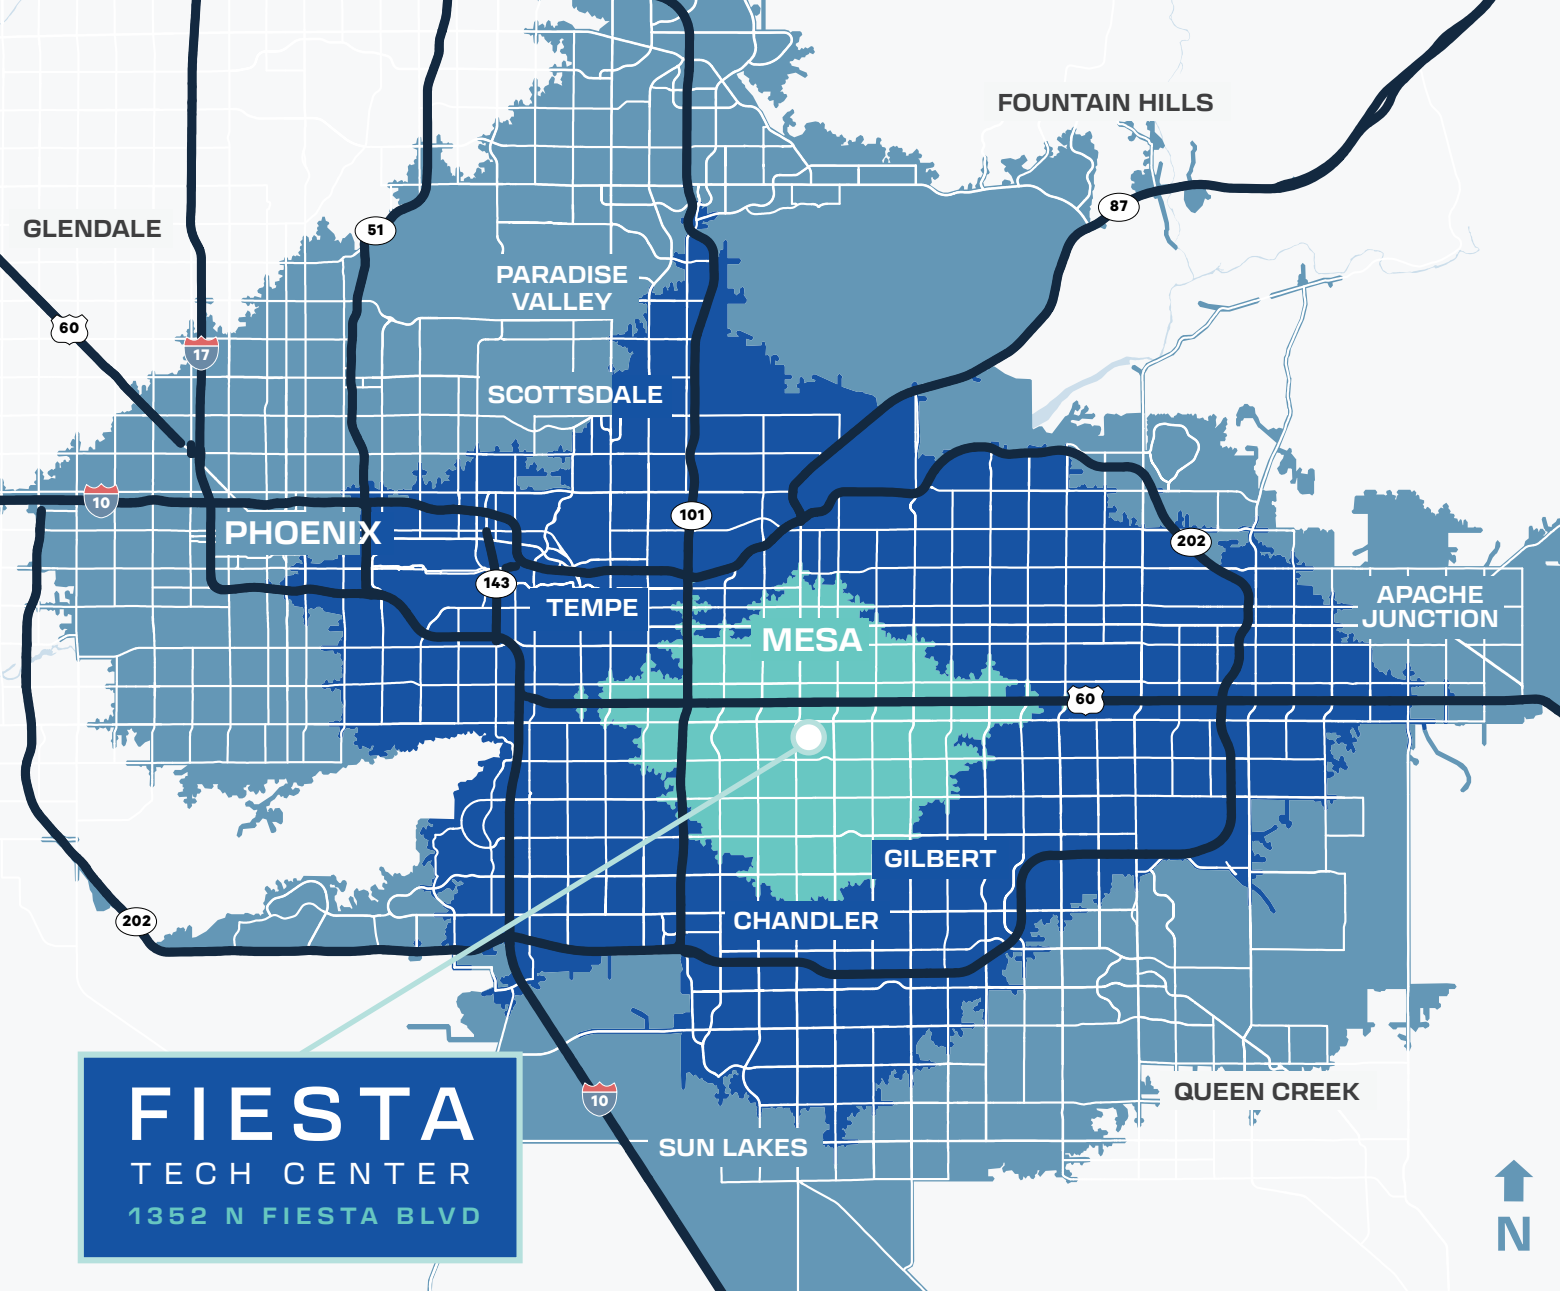 FOUNTAIN HILLS
87
GLENDALE
51
PARADISE
VALLEY
60
17
SCOTTSDALE
10
101
PHOENIX
202
143
TEMPE
APACHE
JUNCTION
MESA
60
GILBERT
CHANDLER
202
10
QUEEN CREEK
SUN LAKES
FIESTA
TECH CENTER
1352 N FIESTA BLVD
N